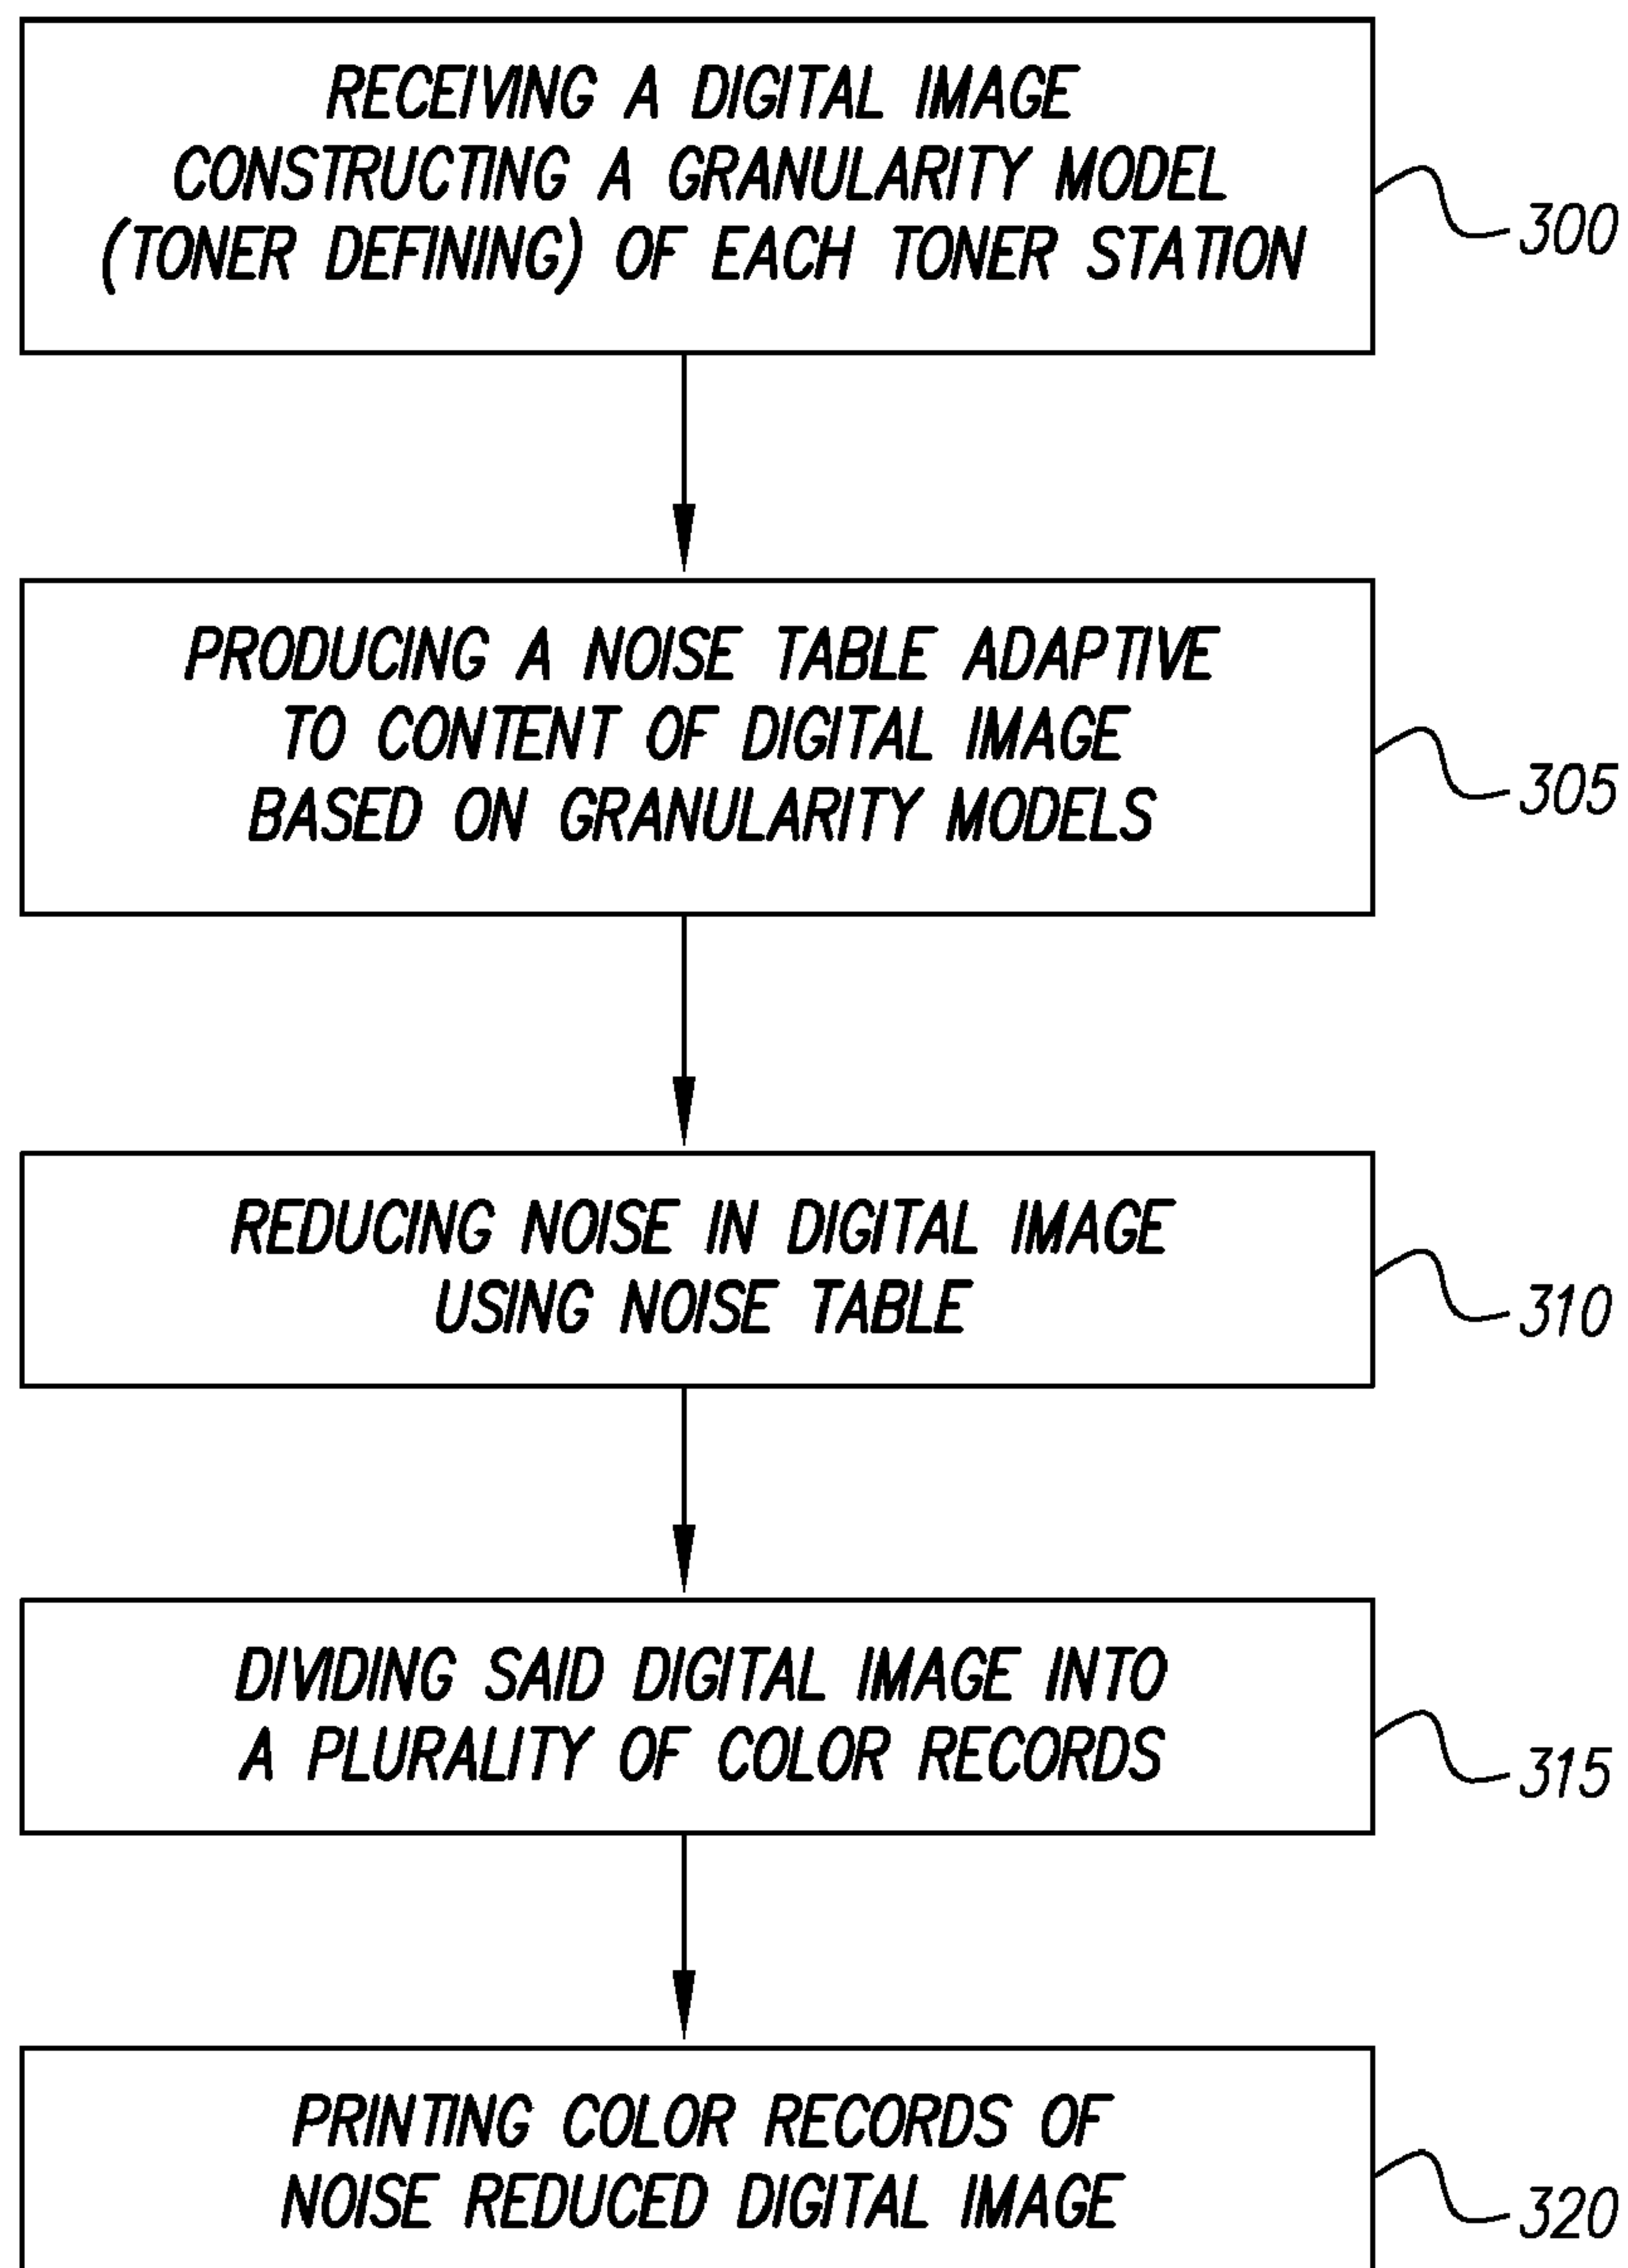 RECEIVING A DIGITAL IMAGE
CONSTRUCTING A GRANULARITY MODEL
(TONER DEFINING) OF EACH TONER STATION
300
PRODUCING A NOISE TABLE ADAPTIVE
TO CONTENT OF DIGITAL IMAGE
BASED ON GRANULARITY MODELS
305
REDUCING NOISE IN DIGITAL IMAGE
USING NOISE TABLE
310
DIVIDING SAID DIGITAL IMAGE INTO
A PLURALITY OF COLOR RECORDS
315
PRINTING COLOR RECORDS OF
NOISE REDUCED DIGITAL IMAGE
320